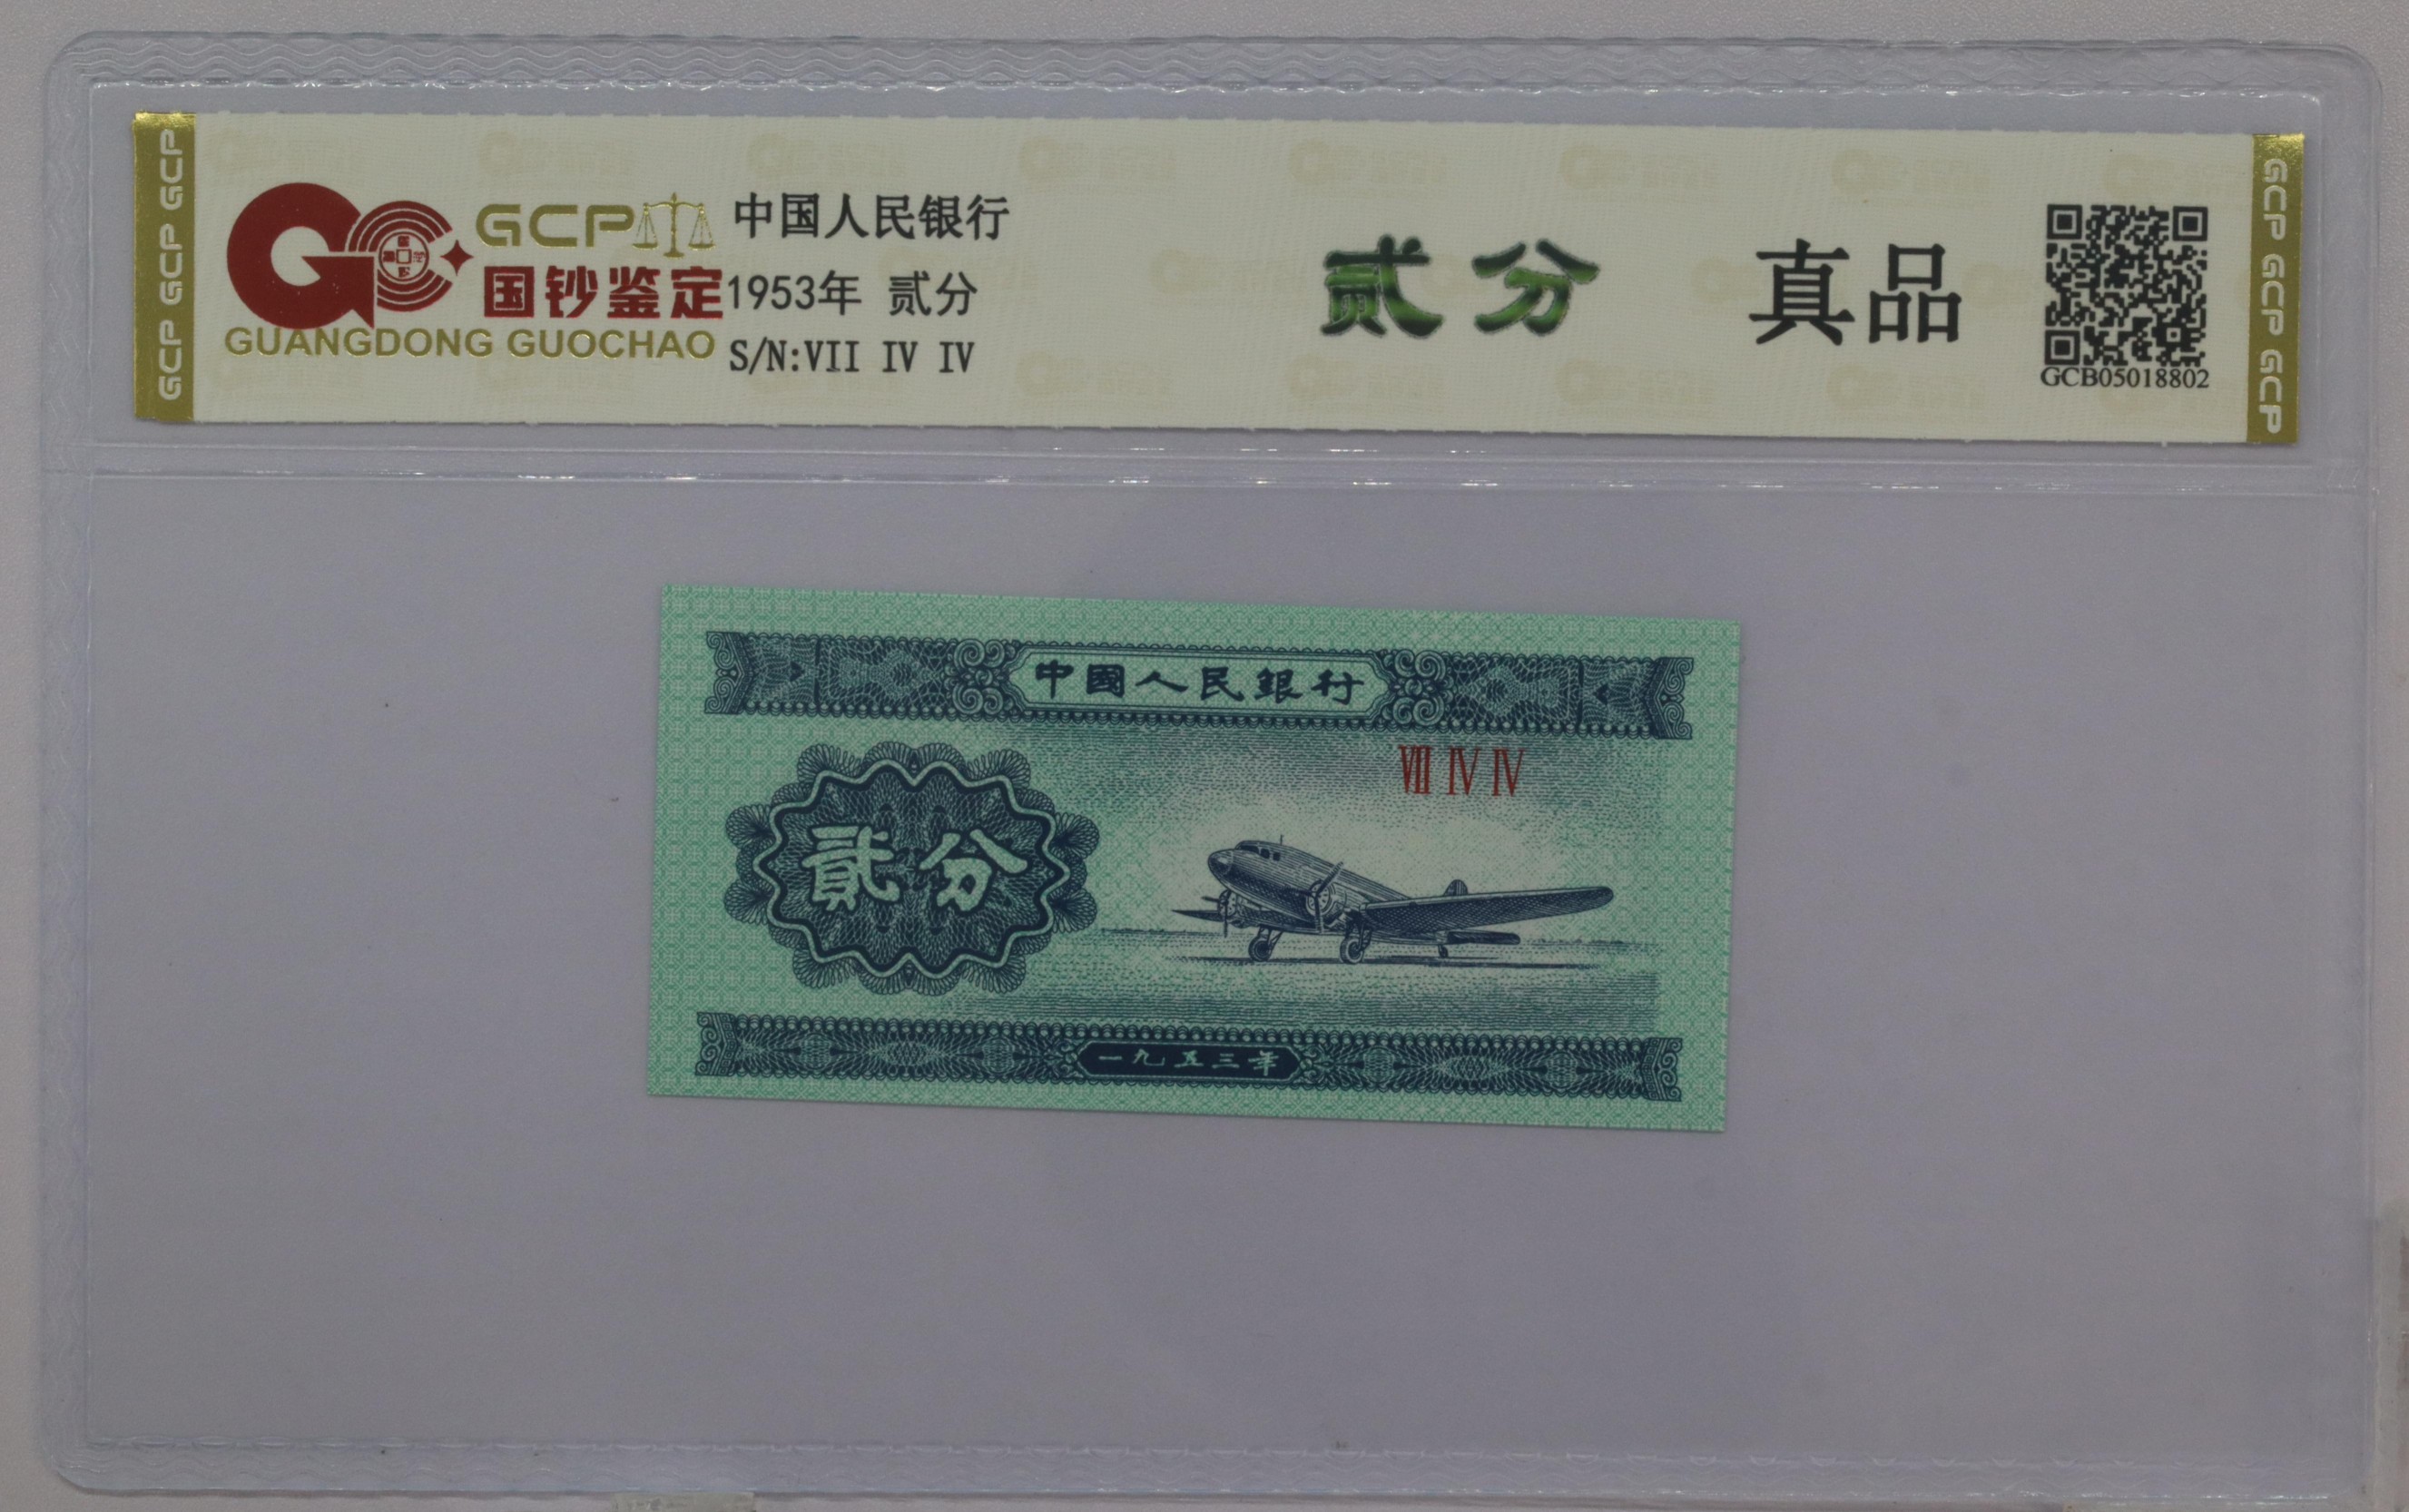 GCP GCP GCP
GCP
国钞鉴定
GUANGDONG GUOCHAO
中国人民银行
1953年 贰分
S/N:VII IV IV
贰分
真品
GCB05018802
GCP GCP GCP
中國人民銀行
VII IV IV
貳分
一九五三年